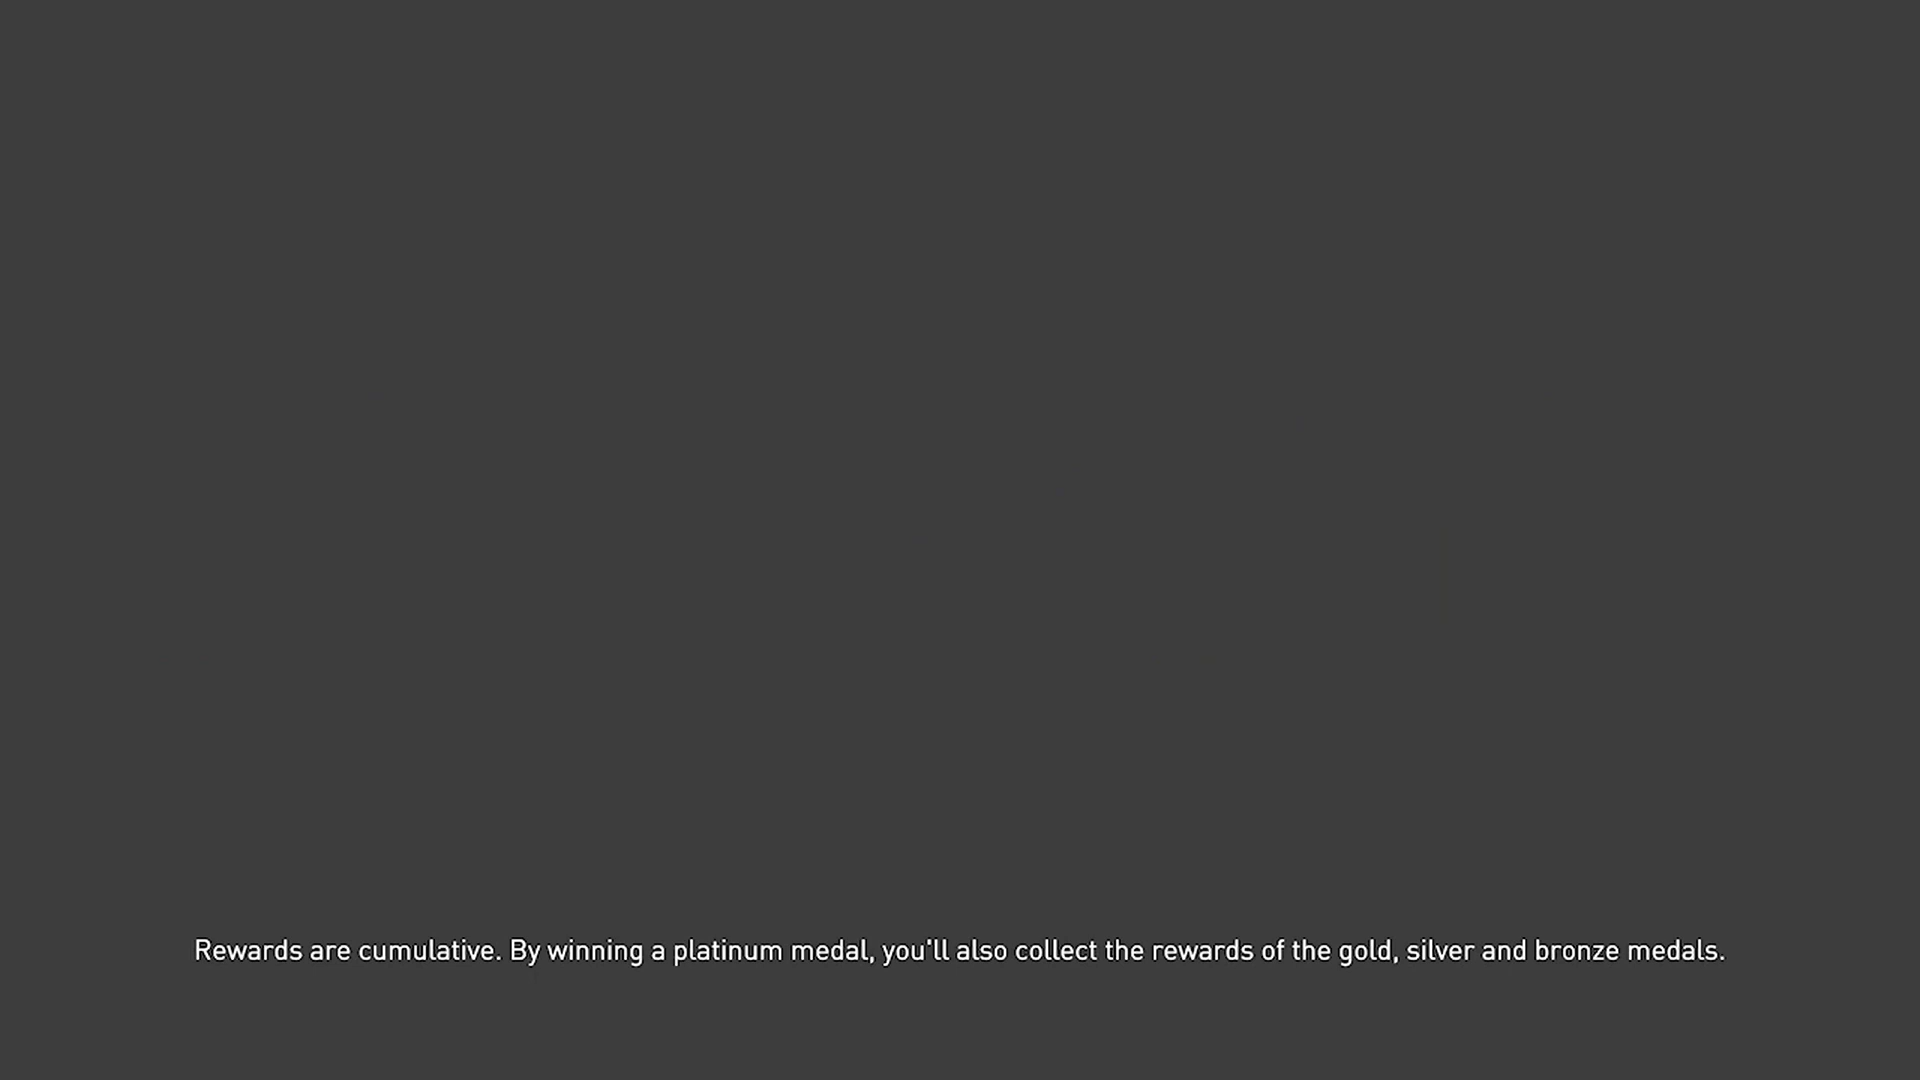 Rewards are cumulative. By winning a platinum medal, you'll also collect the rewards of the gold, silver and bronze medals.